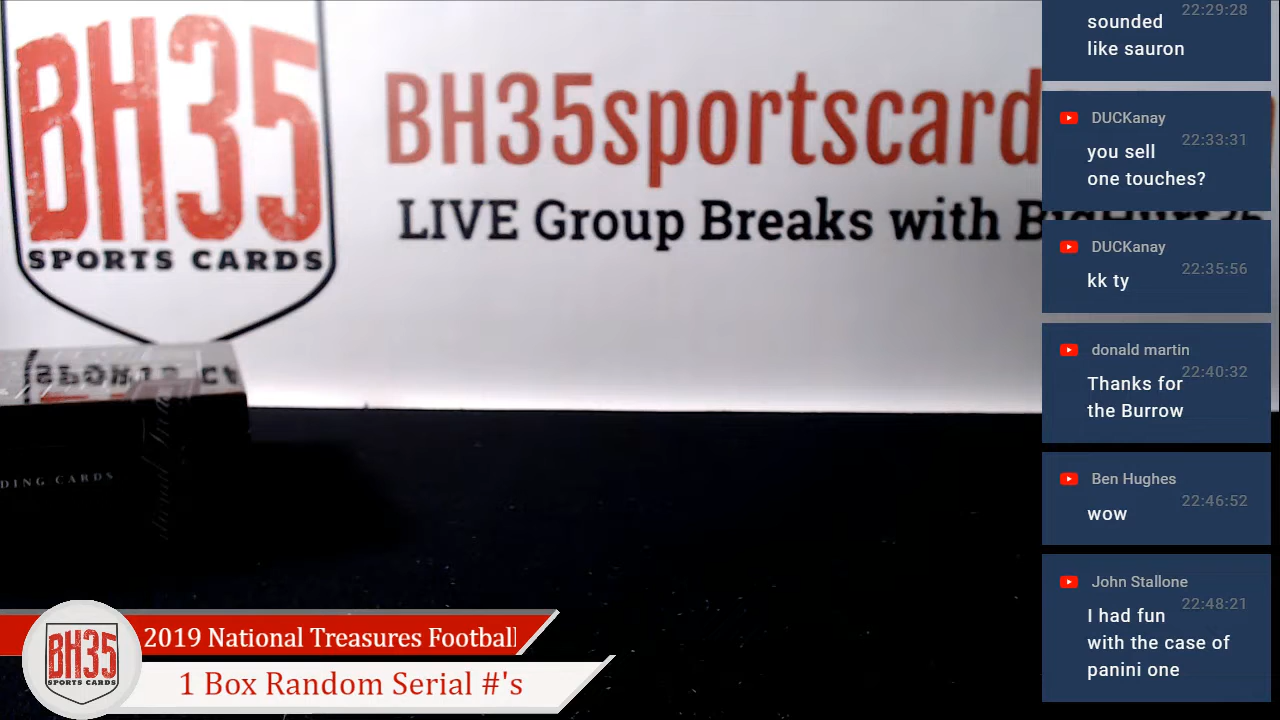 BH35
SPORTS CARDS
BH35sportscard
LIVE Group Breaks with
DING CARDS
2019 National Treasures Football
1 Box Random Serial #'s
BH35
SPORTS CARDS
22:29:28
sounded
like sauron
DUCKanay
22:33:31
you sell
one touches?
DUCKanay
22:35:56
kk ty
donald martin
22:40:32
Thanks for
the Burrow
Ben Hughes
22:46:52
wow
John Stallone
22:48:21
I had fun
with the case of
panini one